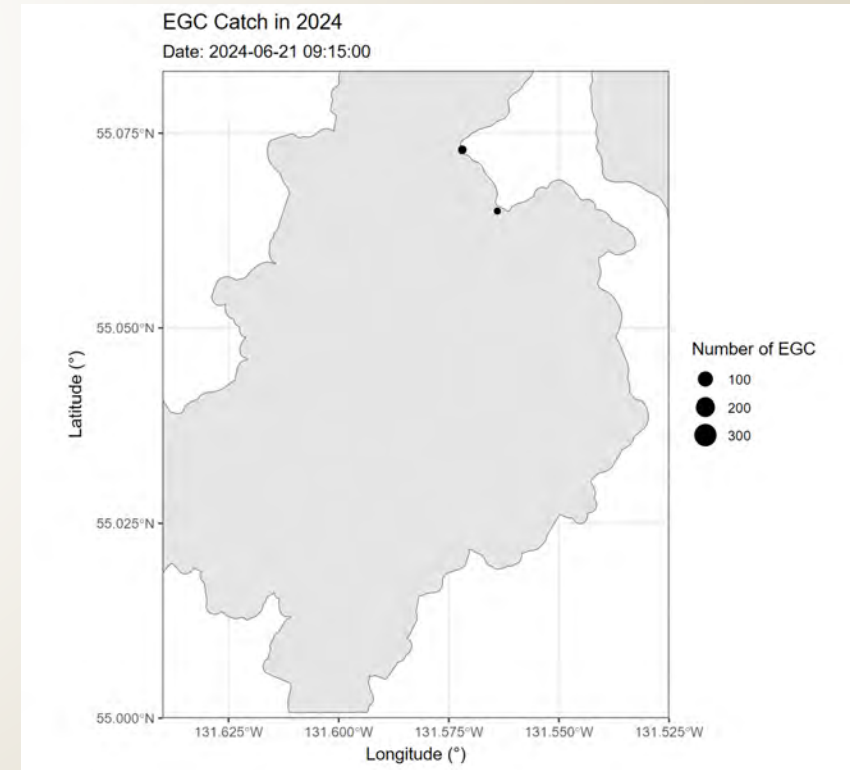 EGC Catch in 2024
Date: 2024-06-21 09:15:00
55.075°N
55.050°N
55.025°N
55.000°N
Latitude (°)
131.625°W 131.600°W 131.575°W 131.550°W 131.525°W
Longitude (°)
Number of EGC
100
200
300